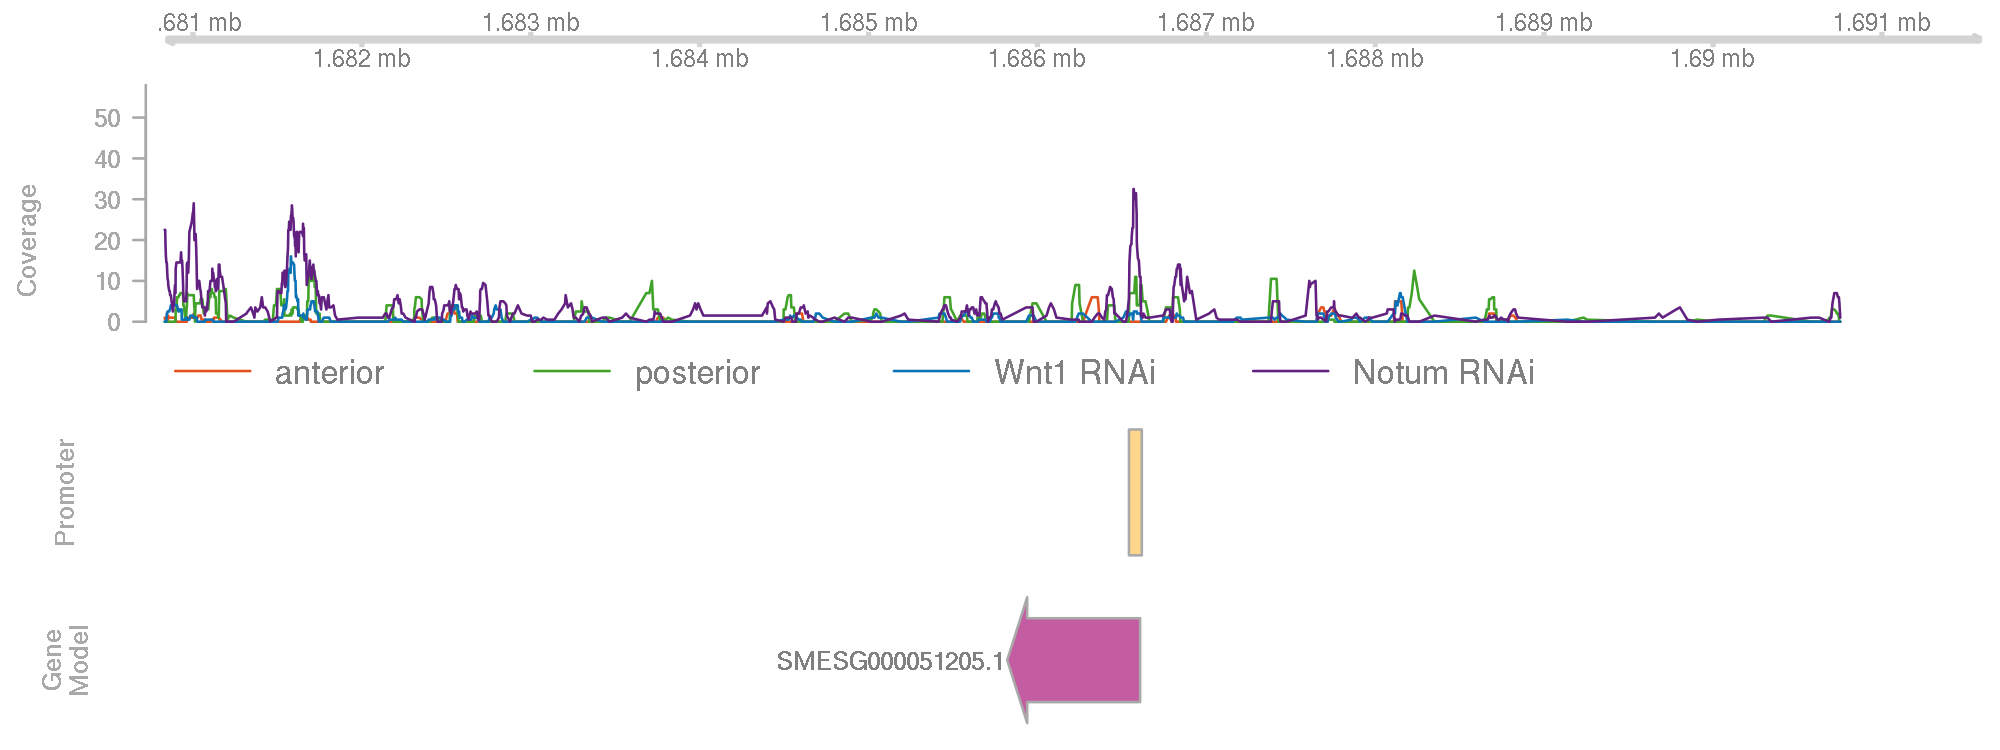 .681 mb 1.683 mb 1.685 mb 1.687 mb 1.689 mb 1.691 mb
1.682 mb 1.684 mb 1.686 mb 1.688 mb 1.69 mb
Coverage
50
40
30
20
10
0
anterior posterior Wnt1 RNAi Notum RNAi
Promoter
Gene
Model
SMESG000051205.1